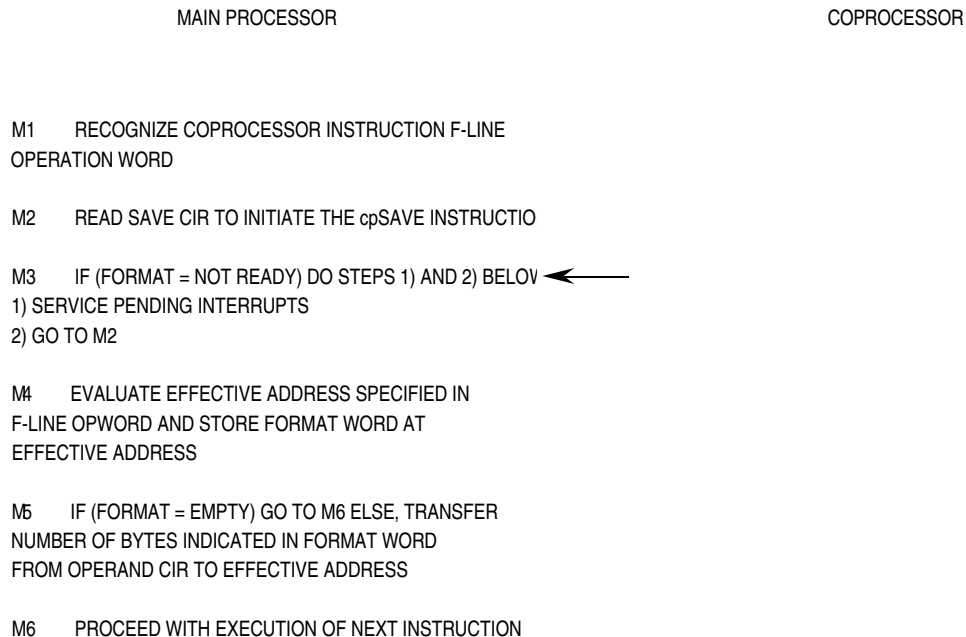 MAIN PROCESSOR COPROCESSOR
M1 RECOGNIZE COPROCESSOR INSTRUCTION F-LINE
OPERATION WORD
M2 READ SAVE CIR TO INITIATE THE cpSAVE INSTRUCTIO
M3 IF (FORMAT = NOT READY) DO STEPS 1) AND 2)
1) SERVICE PENDING INTERRUPTS
2) GO TO M2
M4 EVALUATE EFFECTIVE ADDRESS SPECIFIED IN
F-LINE OPWORD AND STORE FORMAT WORD AT
EFFECTIVE ADDRESS
M5 IF (FORMAT = EMPTY) GO TO M6 ELSE, TRANSFER
NUMBER OF BYTES INDICATED IN FORMAT WORD
FROM OPERAND CIR TO EFFECTIVE ADDRESS
M6 PROCEED WITH EXECUTION OF NEXT INSTRUCTION